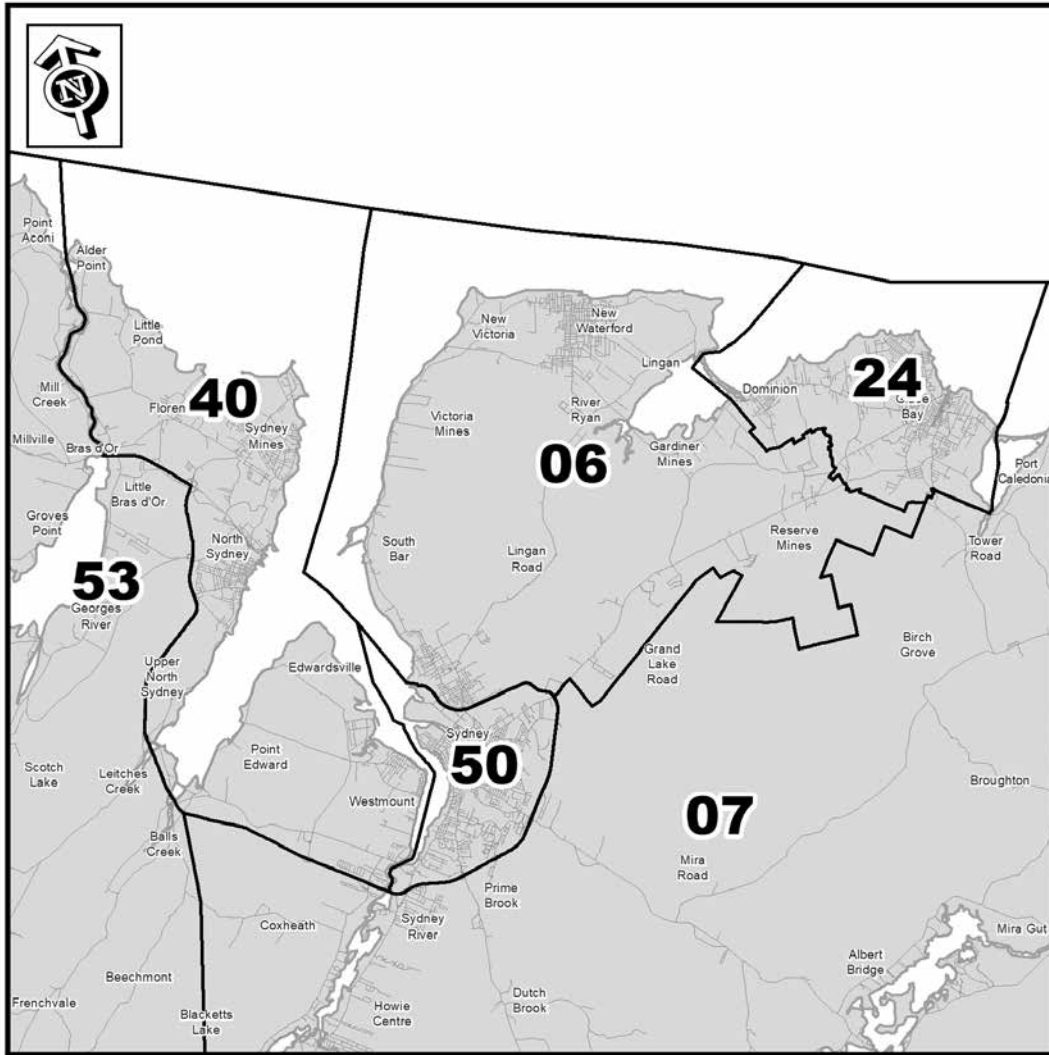 N
Point
Aconi
Alder
Point
Little
Pond
New
Victoria
New
Waterford
Lingan
Dominion
24
Bay
Mill
Creek
Floren
40
Sydney
Mines
Victoria
Mines
River
Ryan
Gardiner
Mines
06
Millville
Bras d'Or
Little
Bras d'Or
Port
Caledonia
Groves
Point
North
Sydney
South
Bar
Lingan
Road
Reserve
Mines
Tower
Road
53
Georges
River
Upper
North
Sydney
Edwardsville
Grand
Lake
Road
Birch
Grove
Sydney
50
Point
Edward
Scotch
Lake
Leitches
Creek
Westmount
Broughton
07
Balls
Creek
Mira
Road
Prime
Brook
Coxheath
Sydney
River
Mira Gut
Albert
Bridge
Beechmont
Frenchvale
Blacketts
Lake
Howie
Centre
Dutch
Brook